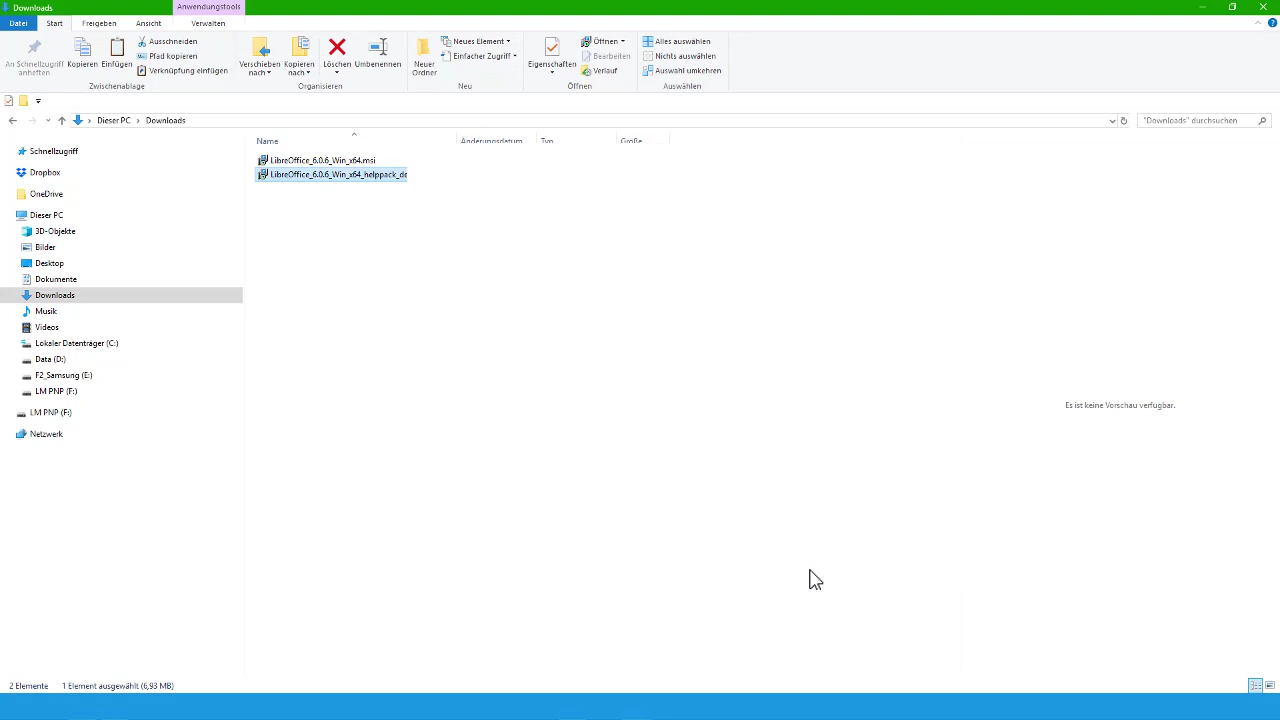 Downloads
Anwendungstools
Datei
Start
Freigeben
Ansicht
Verwalten
An Schnellzugriff
anheften
Kopieren
Einfügen
Ausschneiden
Pfad kopieren
Verknüpfung einfügen
Zwischenablage
Verschieben
nach
Kopieren
nach
Löschen
Umbenennen
Organisieren
Neuer
Ordner
Neues Element
Einfacher Zugriff
Neu
Eigenschaften
Öffnen
Bearbeiten
Verlauf
Öffnen
Alles auswählen
Nichts auswählen
Auswahl umkehren
Auswählen
Dieser PC
Downloads
"Downloads" durchsuchen
Schnellzugriff
Dropbox
OneDrive
Dieser PC
3D-Objekte
Bilder
Desktop
Dokumente
Downloads
Musik
Videos
Lokaler Datenträger (C:)
Data (D:)
F2_Samsung (E:)
LM PNP (F:)
LM PNP (F:)
Netzwerk
Name
Änderungsdatum
Typ
Größe
LibreOffice_6.0.6_Win_x64.msi
LibreOffice_6.0.6_Win_x64_helppack_de
Es ist keine Vorschau verfügbar.
2 Elemente
1 Element ausgewählt (6,93 MB)